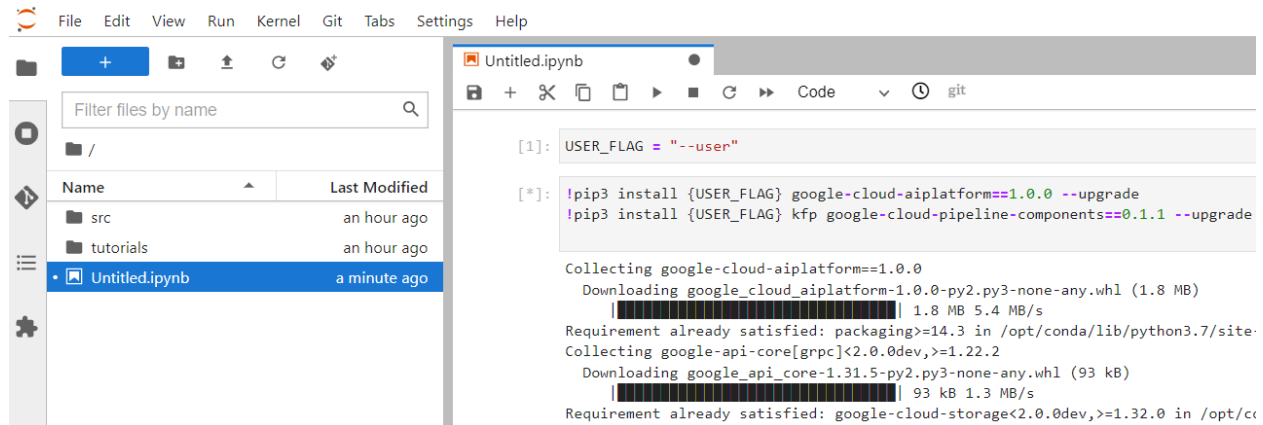 File Edit View Run Kernel Git Tabs Settings Help
Filter files by name
/
Name Last Modified
src an hour ago
tutorials an hour ago
Untitled.ipynb a minute ago
Untitled.ipynb
Code git
[1]: USER_FLAG = "--user"
[*]: !pip3 install {USER_FLAG} google-cloud-aiplatform==1.0.0 --upgrade
!pip3 install {USER_FLAG} kfp google-cloud-pipeline-components==0.1.1 --upgrade
Collecting google-cloud-aiplatform==1.0.0
Downloading google_cloud_aiplatform-1.0.0-py2.py3-none-any.whl (1.8 MB)
1.8 MB 5.4 MB/s
Requirement already satisfied: packaging>=14.3 in /opt/conda/lib/python3.7/site-
Collecting google-api-core[grpc]<2.0.0dev,>=1.22.2
Downloading google_api_core-1.31.5-py2.py3-none-any.whl (93 kB)
93 kB 1.3 MB/s
Requirement already satisfied: google-cloud-storage<2.0.0dev,>=1.32.0 in /opt/co